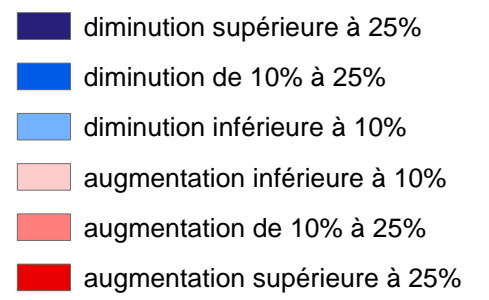 diminution supérieure à 25%
diminution de 10% à 25%
diminution inférieure à 10%
augmentation inférieure à 10%
augmentation de 10% à 25%
augmentation supérieure à 25%